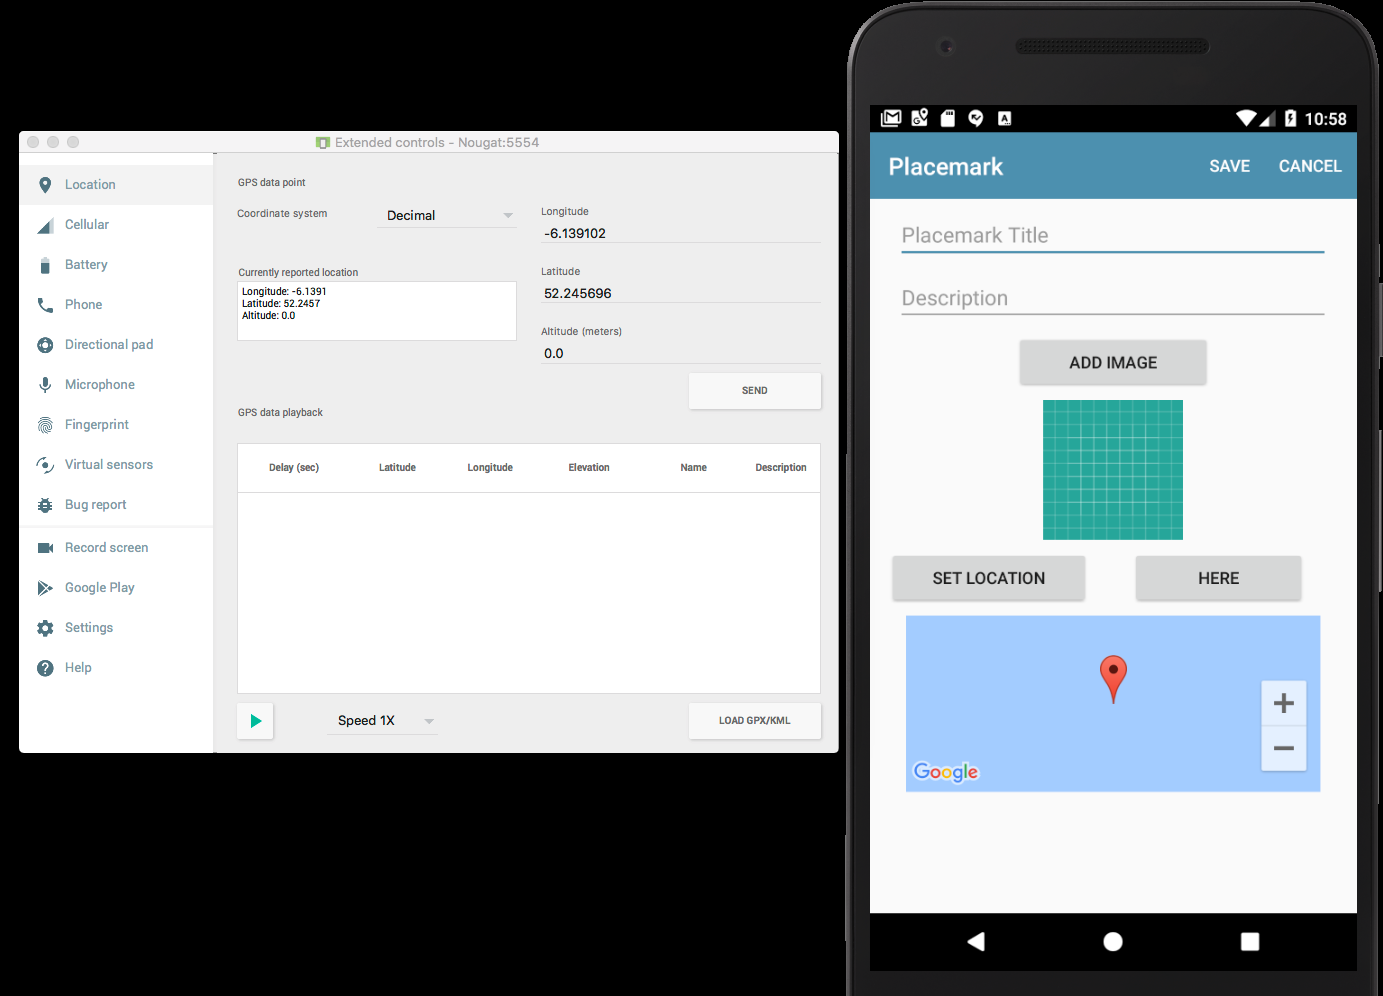 Extended controls - Nougat:5554
Location
Cellular
Battery
Phone
Directional pad
Microphone
Fingerprint
Virtual sensors
Bug report
Record screen
Google Play
Settings
Help
GPS data point
Coordinate system
Decimal
Longitude
-6.139102
Currently reported location
Longitude: -6.1391
Latitude: 52.2457
Altitude: 0.0
Latitude
52.245696
Altitude (meters)
0.0
SEND
GPS data playback
Delay (sec) Latitude Longitude Elevation Name Description
Speed 1X
LOAD GPX/KML
10:58
Placemark SAVE CANCEL
Placemark Title
Description
ADD IMAGE
SET LOCATION HERE
Google